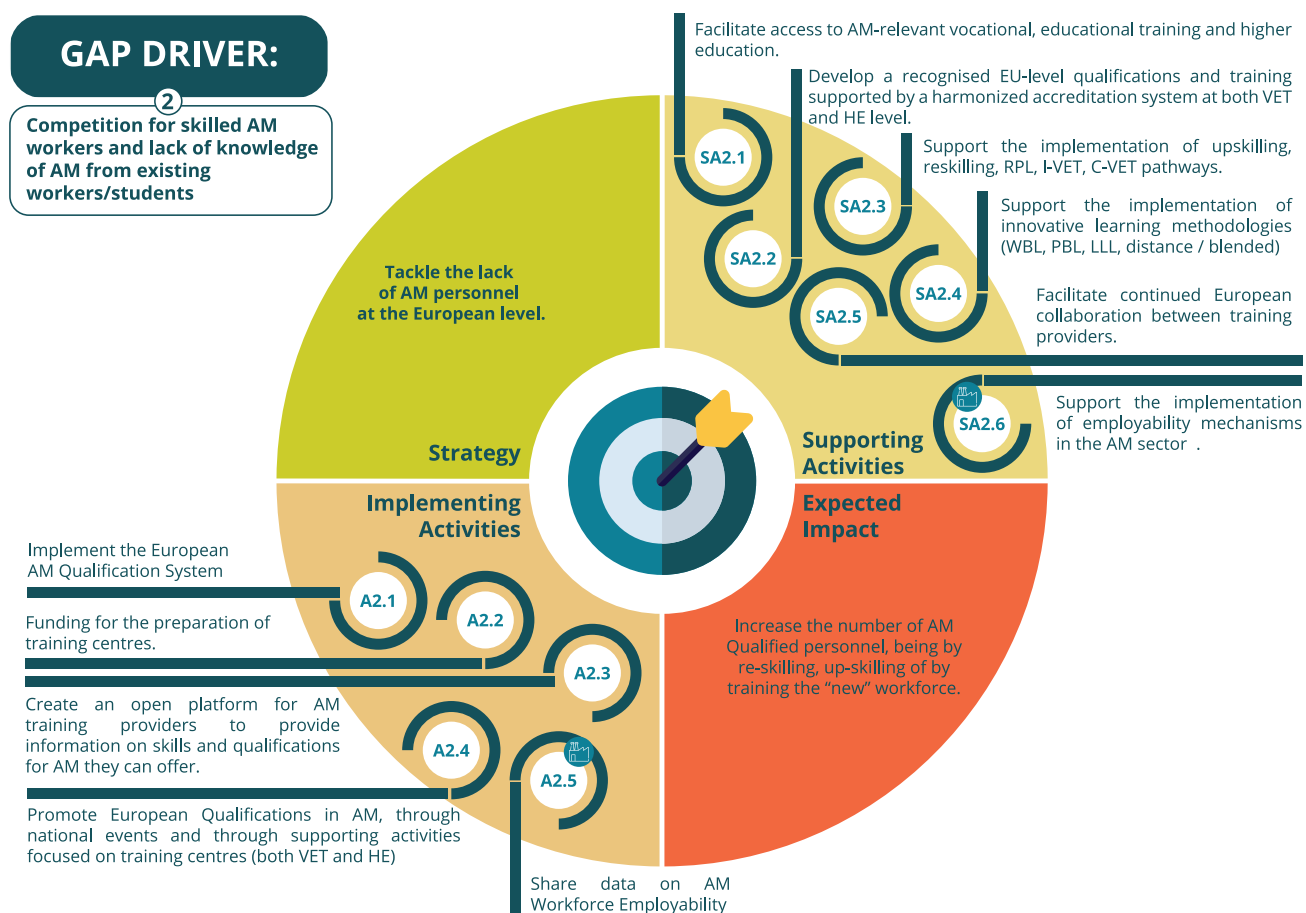 GAP DRIVER:
2
Competition for skilled AM
workers and lack of knowledge
of AM from existing
workers/students
Tackle the lack
of AM personnel
at the European level.
Strategy
Facilitate access to AM-relevant vocational, educational training and higher
education.
Develop a recognised EU-level qualifications and training
supported by a harmonized accreditation system at both VET
and HE level.
Support the implementation of upskilling,
reskilling, RPL, I-VET, C-VET pathways.
Support the implementation of
innovative learning methodologies
(WBL, PBL, LLL, distance / blended)
Facilitate continued European
collaboration between training
providers.
Support the implementation
of employability mechanisms
in the AM sector .
SA2.1
SA2.2
SA2.3
SA2.4
SA2.5
SA2.6
Supporting
Activities
Implementing
Activities
Implement the European
AM Qualification System
Funding for the preparation of
training centres.
Create an open platform for AM
training providers to provide
information on skills and qualifications
for AM they can offer.
Promote European Qualifications in AM, through
national events and through supporting activities
focused on training centres (both VET and HE)
Share data on AM
Workforce Employability
A2.1
A2.2
A2.3
A2.4
A2.5
Expected
Impact
Increase the number of AM
Qualified personnel, being by
re-skilling, up-skilling of by
training the “new” workforce.